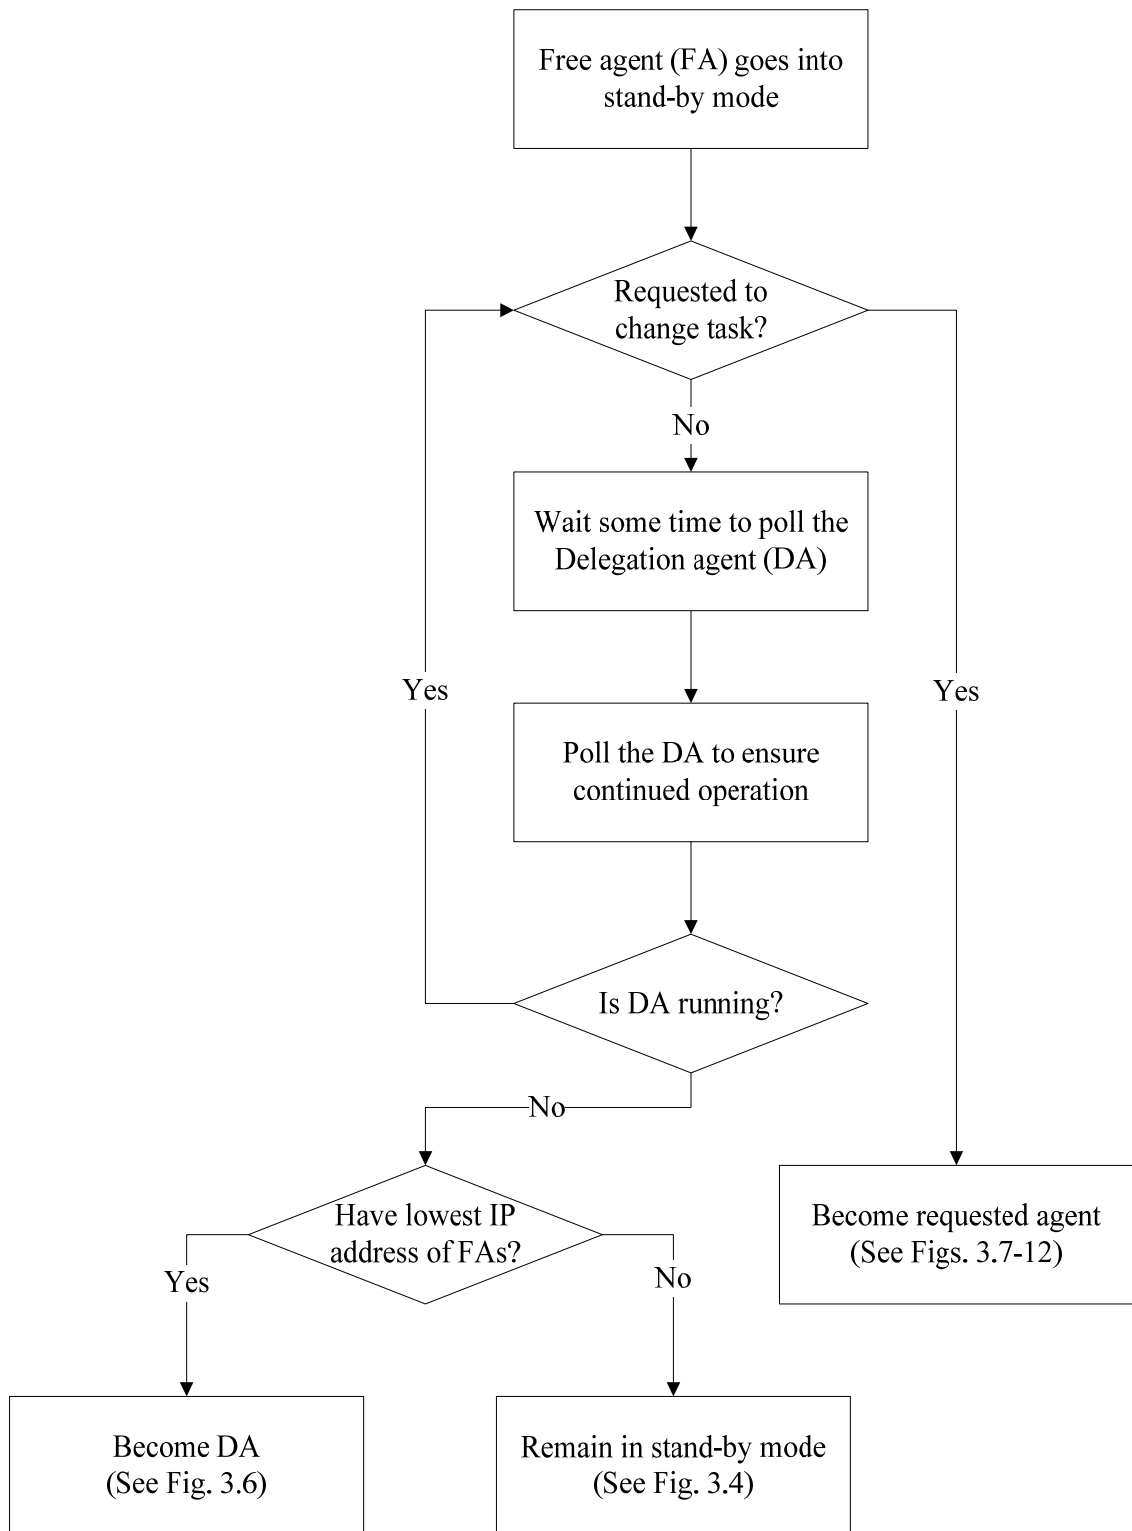 Free agent (FA) goes into
stand-by mode
Requested to
change task?
No
Wait some time to poll the
Delegation agent (DA)
Yes
Yes
Poll the DA to ensure
continued operation
Is DA running?
No
Have lowest IP
address of FAs?
Become requested agent
(See Figs. 3.7-12)
Yes
No
Become DA
(See Fig. 3.6)
Remain in stand-by mode
(See Fig. 3.4)